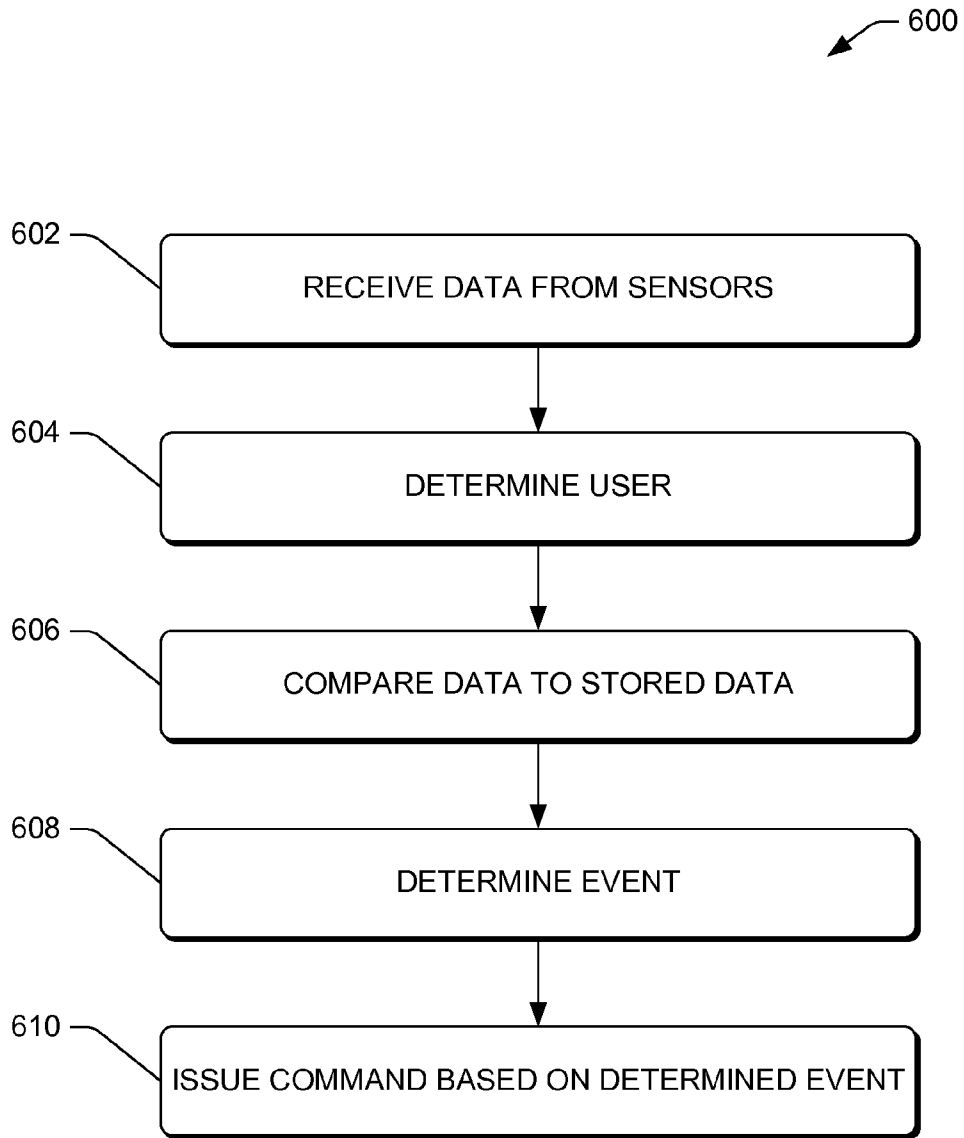 600
602
RECEIVE DATA FROM SENSORS
604
DETERMINE USER
606
COMPARE DATA TO STORED DATA
608
DETERMINE EVENT
610
ISSUE COMMAND BASED ON DETERMINED EVENT